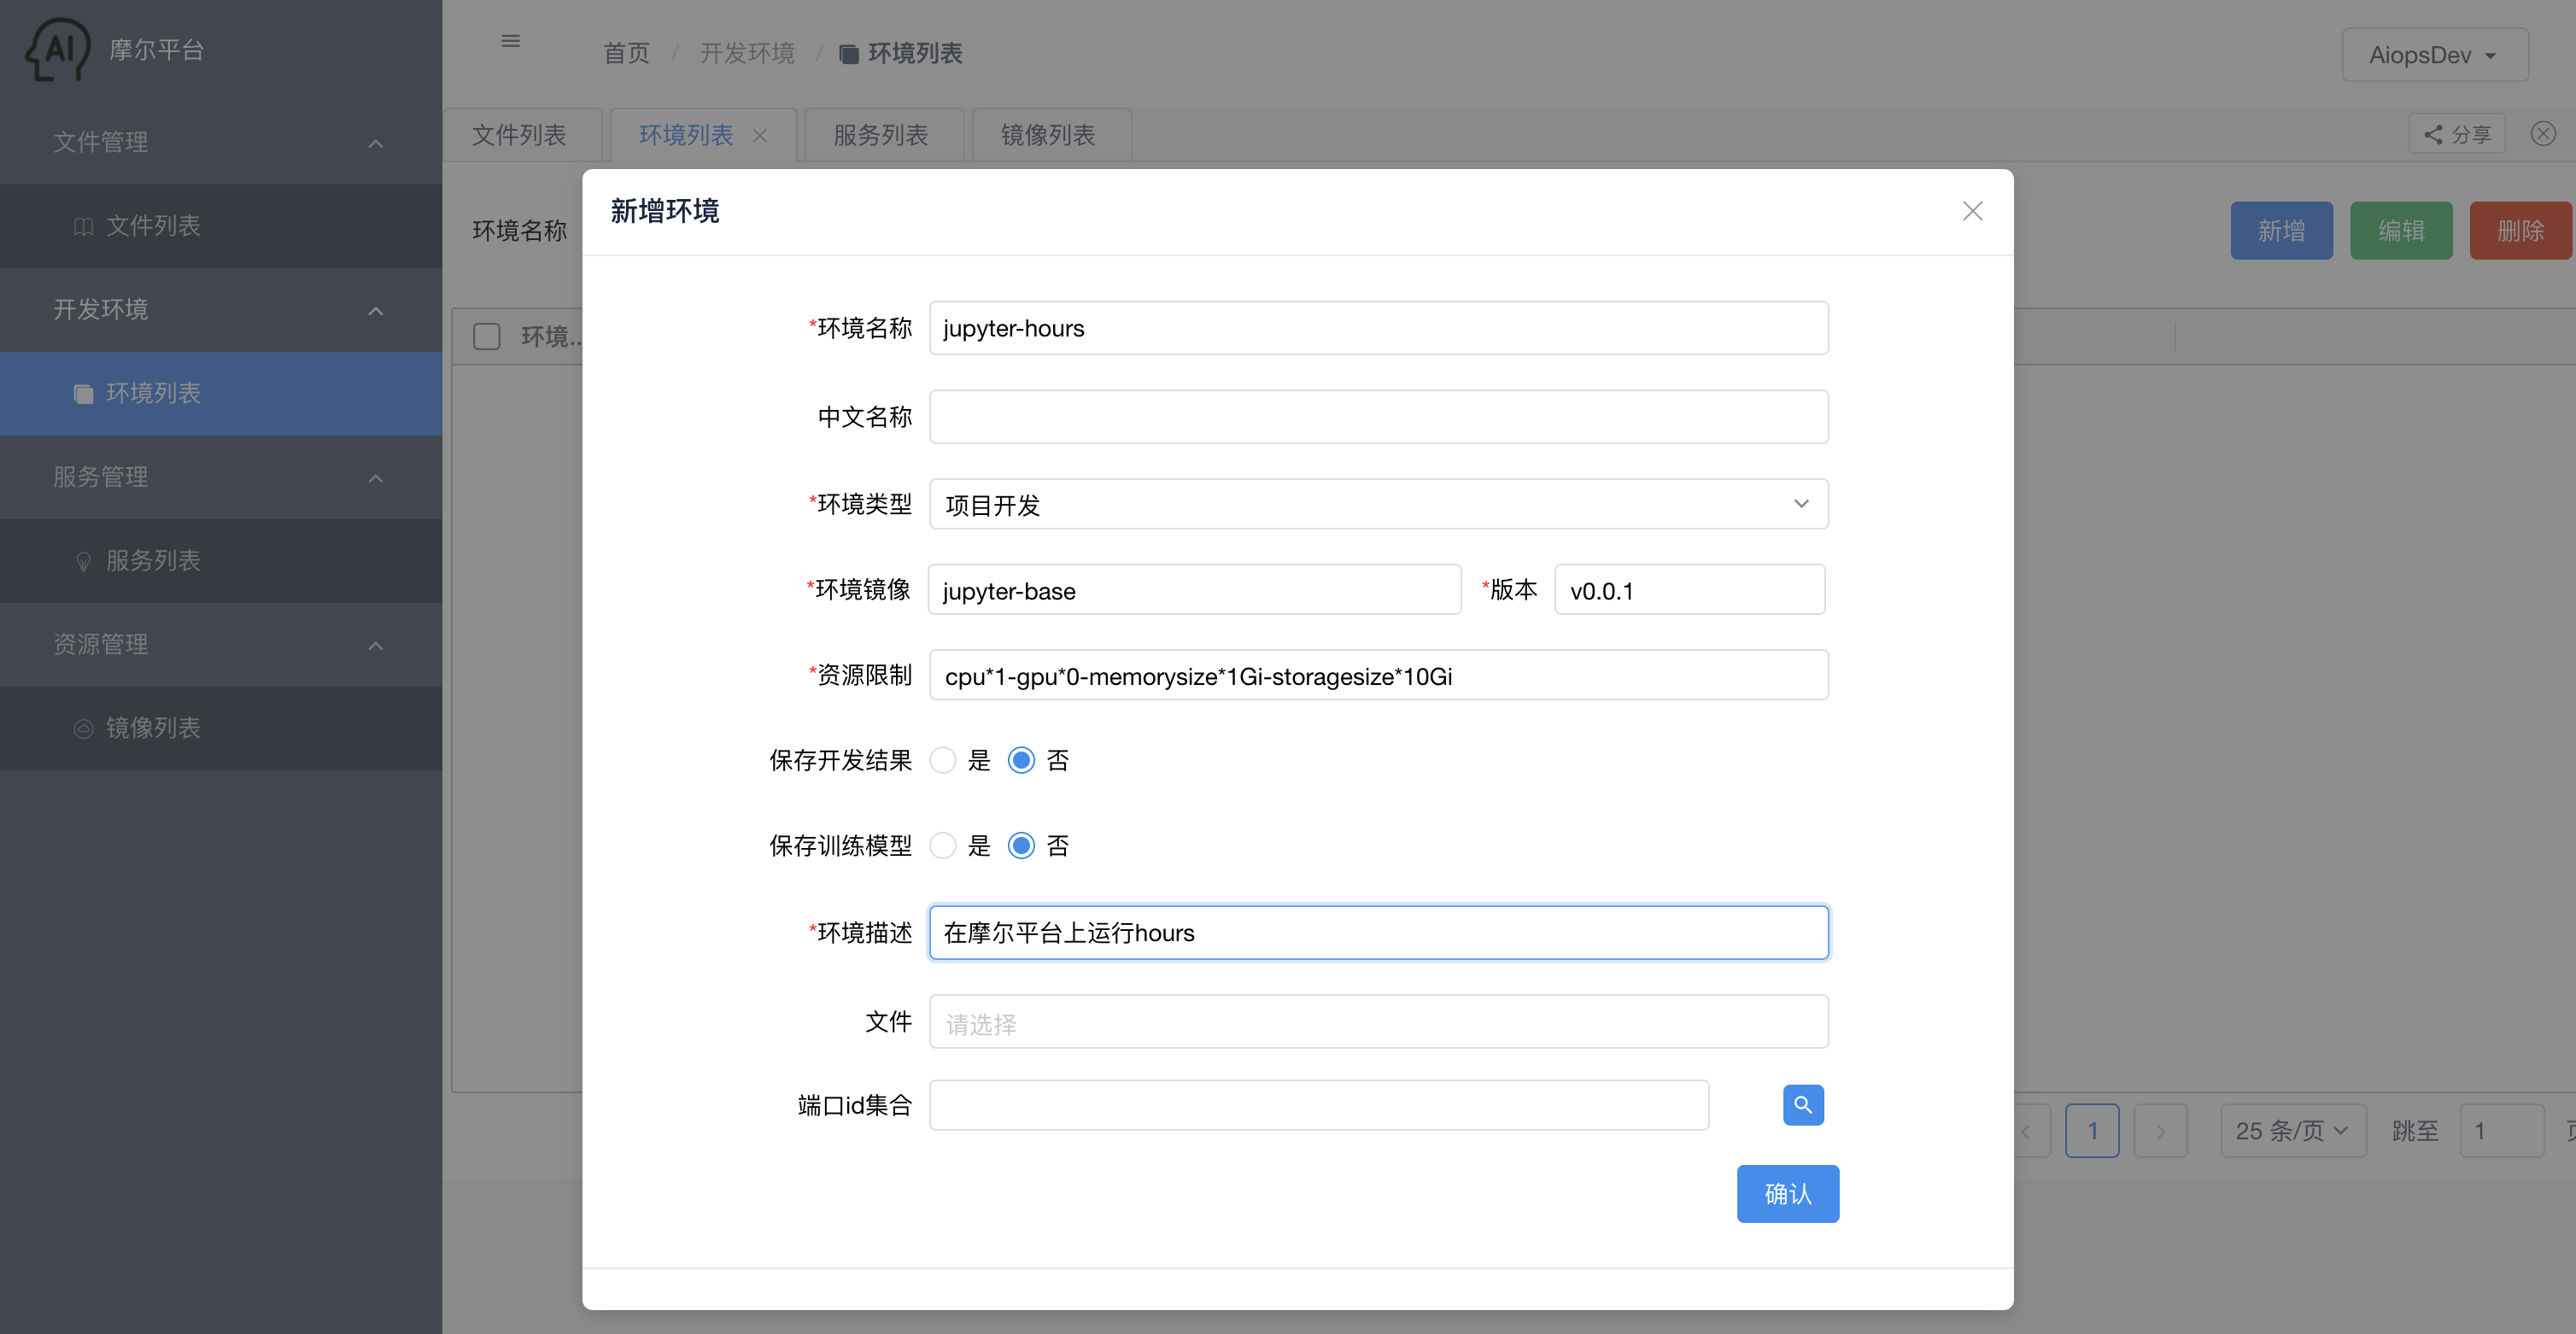 AI 摩尔平台
首页 / 开发环境 / 环境列表
AiopsDev
文件列表 环境列表 服务列表 镜像列表
分享
文件管理
文件列表
开发环境
环境列表
服务管理
服务列表
资源管理
镜像列表
环境名称
新增 编辑 删除
环境...
新增环境
*环境名称 jupyter-hours
中文名称
*环境类型 项目开发
*环境镜像 jupyter-base *版本 v0.0.1
*资源限制 cpu*1-gpu*0-memorysize*1Gi-storagesize*10Gi
保存开发结果 是 否
保存训练模型 是 否
*环境描述 在摩尔平台上运行hours
文件 请选择
端口id集合
确认
1 25 条/页 跳至 1